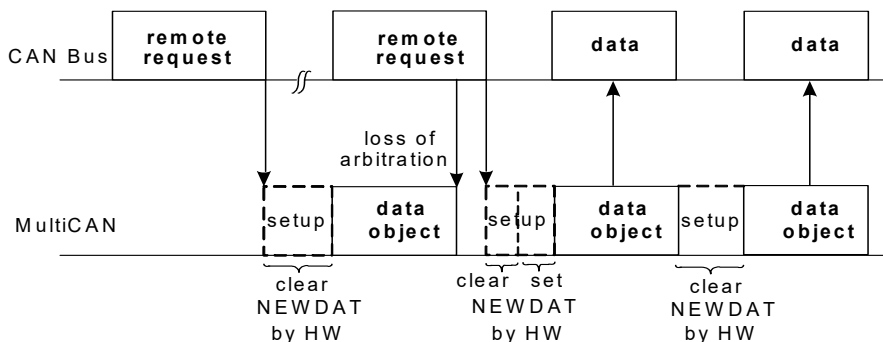 remote
request
remote
request
data
data
CAN Bus
loss of
arbitration
MultiCAN
setup
data
object
setup
data
object
setup
data
object
clear
NEWDAT
by HW
clear set
NEWDAT
by HW
clear
NEWDAT
by HW